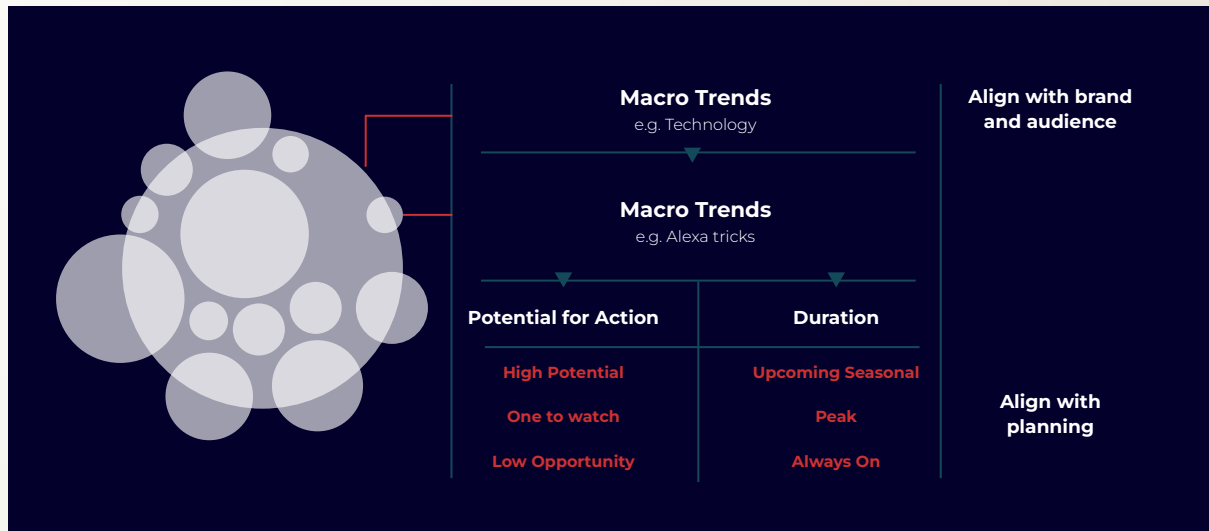 Macro Trends
e.g. Technology
Align with brand
and audience
Macro Trends
e.g. Alexa tricks
Potential for Action
Duration
High Potential
Upcoming Seasonal
One to watch
Peak
Low Opportunity
Always On
Align with
planning